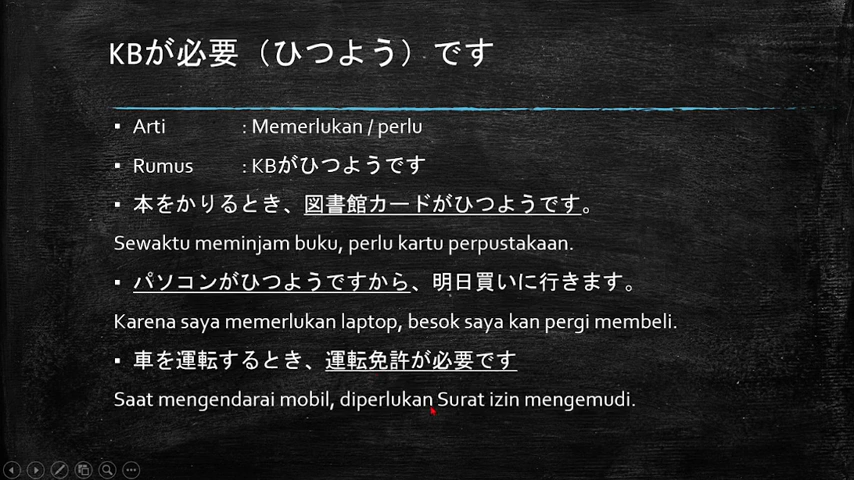 KBが必要（ひつよう）です
▪ Arti : Memerlukan / perlu
▪ Rumus : KBがひつようです
▪ 本をかりるとき、図書館カードがひつようです。
Sewaktu meminjam buku, perlu kartu perpustakaan.
▪ パソコンがひつようですから、明日買いに行きます。
Karena saya memerlukan laptop, besok saya kan pergi membeli.
▪ 車を運転するとき、運転免許が必要です
Saat mengendarai mobil, diperlukan Surat izin mengemudi.